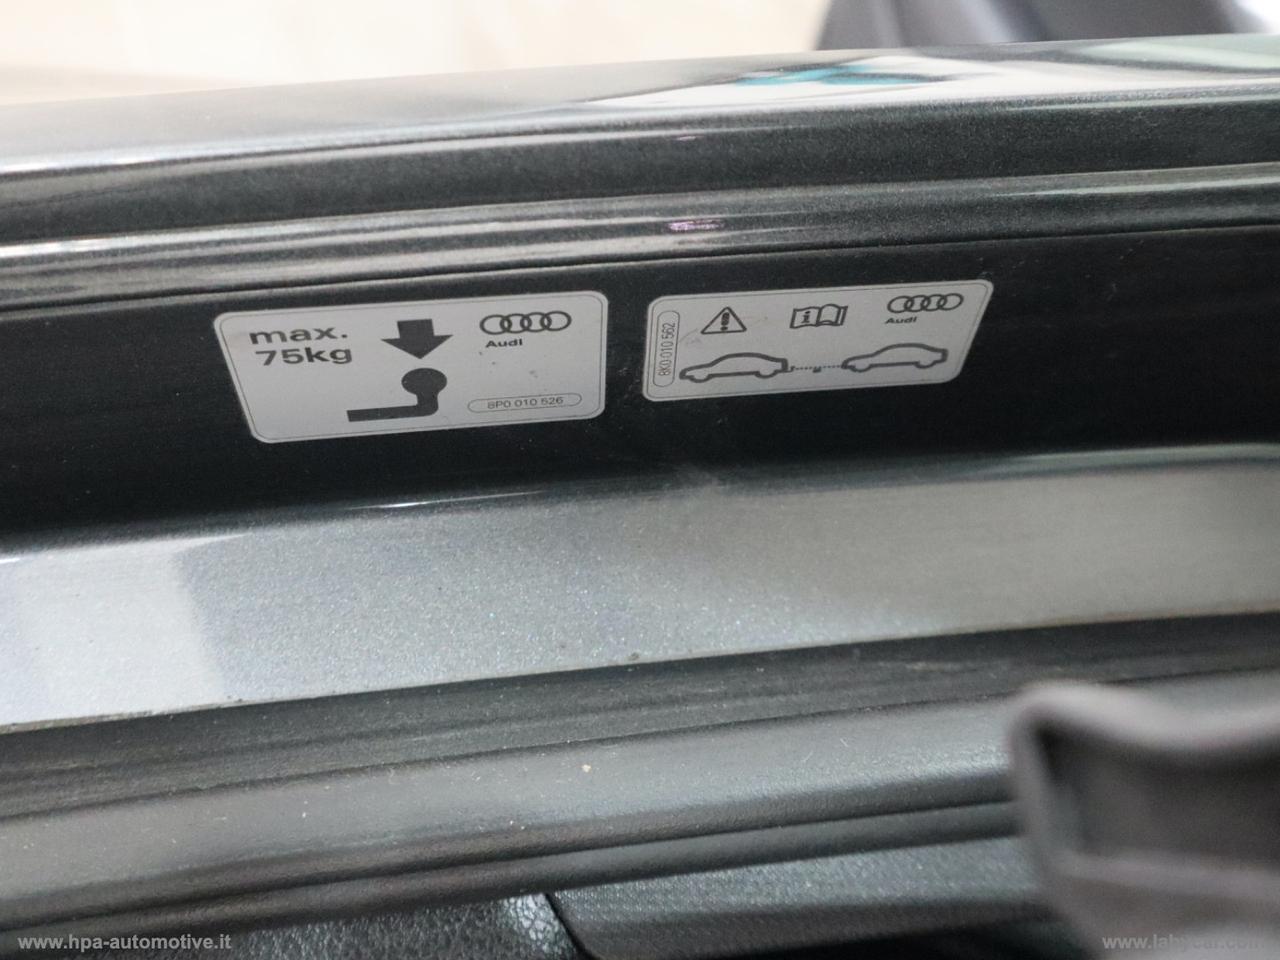 max.
75kg
Audi
8P0 010 526
8K0 010 562
Audi
www.hpa-automotive.it
www.labycar.com